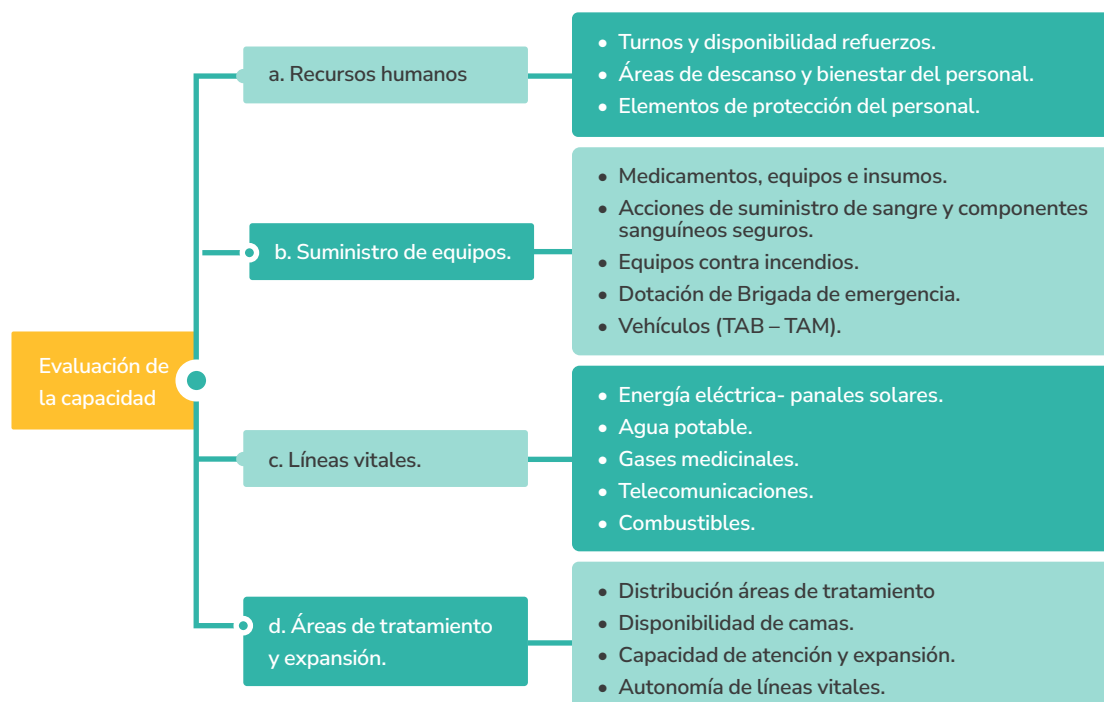 Evaluación de
la capacidad
a. Recursos humanos
• Turnos y disponibilidad refuerzos.
• Áreas de descanso y bienestar del personal.
• Elementos de protección del personal.
b. Suministro de equipos.
• Medicamentos, equipos e insumos.
• Acciones de suministro de sangre y componentes
sanguíneos seguros.
• Equipos contra incendios.
• Dotación de Brigada de emergencia.
• Vehículos (TAB – TAM).
c. Líneas vitales.
• Energía eléctrica- panales solares.
• Agua potable.
• Gases medicinales.
• Telecomunicaciones.
• Combustibles.
d. Áreas de tratamiento
y expansión.
• Distribución áreas de tratamiento
• Disponibilidad de camas.
• Capacidad de atención y expansión.
• Autonomía de líneas vitales.